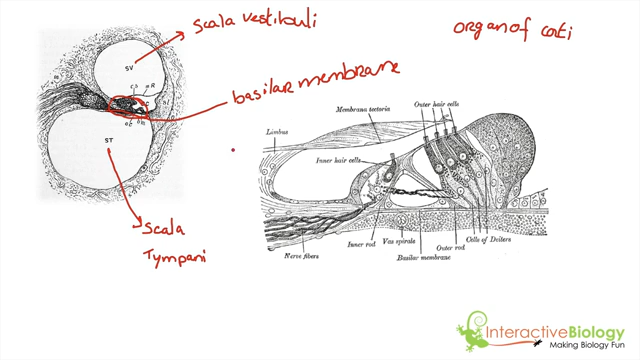 scala vestibuli
organ of corti
SV
basilar membrane
ST
Scala
Tympani
Outer hair cells
Membrana tectoria
Limbus
Inner hair cells
Nerve fibers
Inner rod
Vas spirale
Basilar membrane
Outer rod
Cells of Deiters
InteractiveBiology
Making Biology Fun